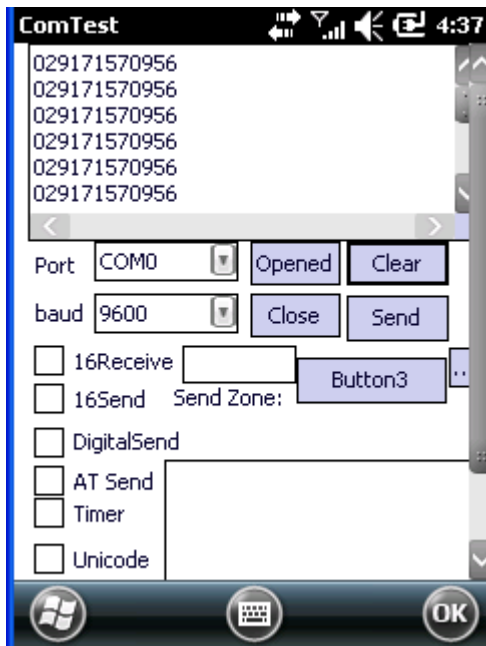 ComTest 4:37
029171570956
029171570956
029171570956
029171570956
029171570956
029171570956
Port COM0 Opened Clear
baud 9600 Close Send
16Receive Button3 ..
16Send Send Zone:
DigitalSend
AT Send
Timer
Unicode
OK